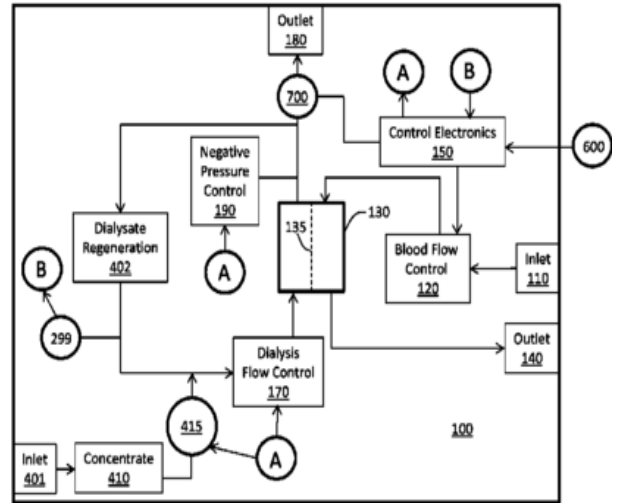 Outlet
180
A
B
700
Control Electronics
150
600
Negative
Pressure
Control
190
135
130
Dialysate
Regeneration
402
Blood Flow
Control
120
Inlet
110
B
A
299
Dialysis
Flow Control
170
Outlet
140
415
A
100
Inlet
401
Concentrate
410